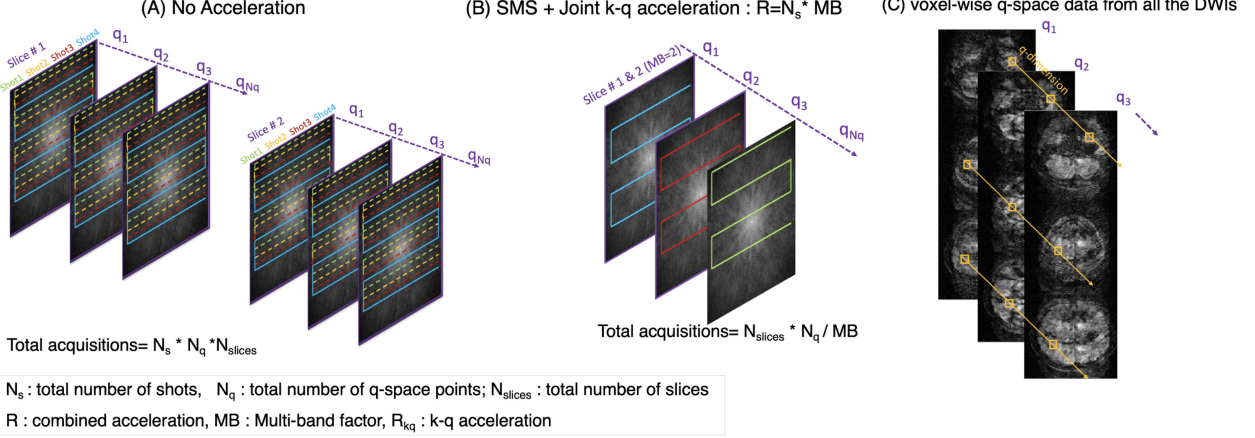 (A) No Acceleration
Slice # 1
Shot1 Shot2 Shot3 Shot4
q1
q2
q3
qNq
Slice # 2
Shot1 Shot2 Shot3 Shot4
q1
q2
q3
qNq
Total acquisitions= Ns * Nq *Nslices
(B) SMS + Joint k-q acceleration : R=Ns* MB
Slice # 1 & 2 (MB=2)
q1
q2
q3
qNq
Total acquisitions= Nslices * Nq / MB
(C) voxel-wise q-space data from all the DWIs
q1
q2
q3
q-dimension
Ns : total number of shots, Nq : total number of q-space points; Nslices : total number of slices
R : combined acceleration, MB : Multi-band factor, Rkq : k-q acceleration